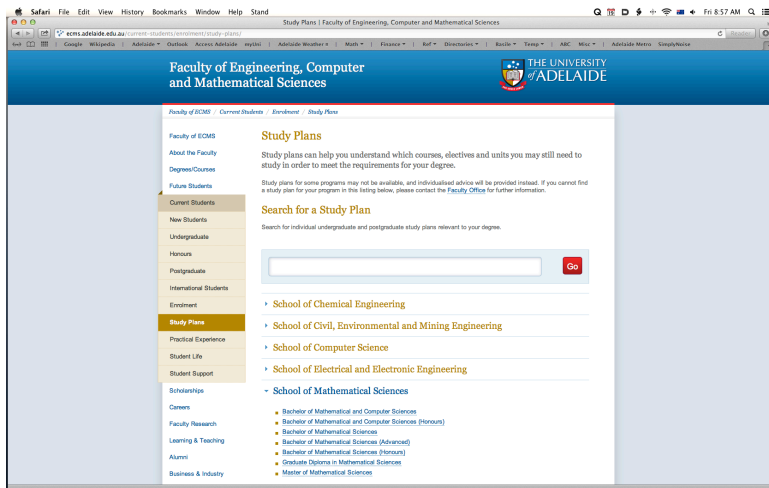 Safari File Edit View History Bookmarks Window Help Stand
Fri 8:57 AM
Study Plans | Faculty of Engineering, Computer and Mathematical Sciences
ecms.adelaide.edu.au/current-students/enrolment/study-plans/
Reader
Google Wikipedia Adelaide Outlook Access Adelaide myUni Adelaide Weather Math Finance Ref Directories Basile Temp ABC Misc Adelaide Metro SimplyNoise
Faculty of Engineering, Computer
and Mathematical Sciences
THE UNIVERSITY
of ADELAIDE
Faculty of ECMS / Current Students / Enrolment / Study Plans
Faculty of ECMS
About the Faculty
Degrees/Courses
Future Students
Current Students
New Students
Undergraduate
Honours
Postgraduate
International Students
Enrolment
Study Plans
Practical Experience
Student Life
Student Support
Scholarships
Careers
Faculty Research
Learning & Teaching
Alumni
Business & Industry
Study Plans
Study plans can help you understand which courses, electives and units you may still need to
study in order to meet the requirements for your degree.
Study plans for some programs may not be available, and individualised advice will be provided instead. If you cannot find
a study plan for your program in this listing below, please contact the Faculty Office for further information.
Search for a Study Plan
Search for individual undergraduate and postgraduate study plans relevant to your degree.
Go
School of Chemical Engineering
School of Civil, Environmental and Mining Engineering
School of Computer Science
School of Electrical and Electronic Engineering
School of Mathematical Sciences
Bachelor of Mathematical and Computer Sciences
Bachelor of Mathematical and Computer Sciences (Honours)
Bachelor of Mathematical Sciences
Bachelor of Mathematical Sciences (Advanced)
Bachelor of Mathematical Sciences (Honours)
Graduate Diploma in Mathematical Sciences
Master of Mathematical Sciences